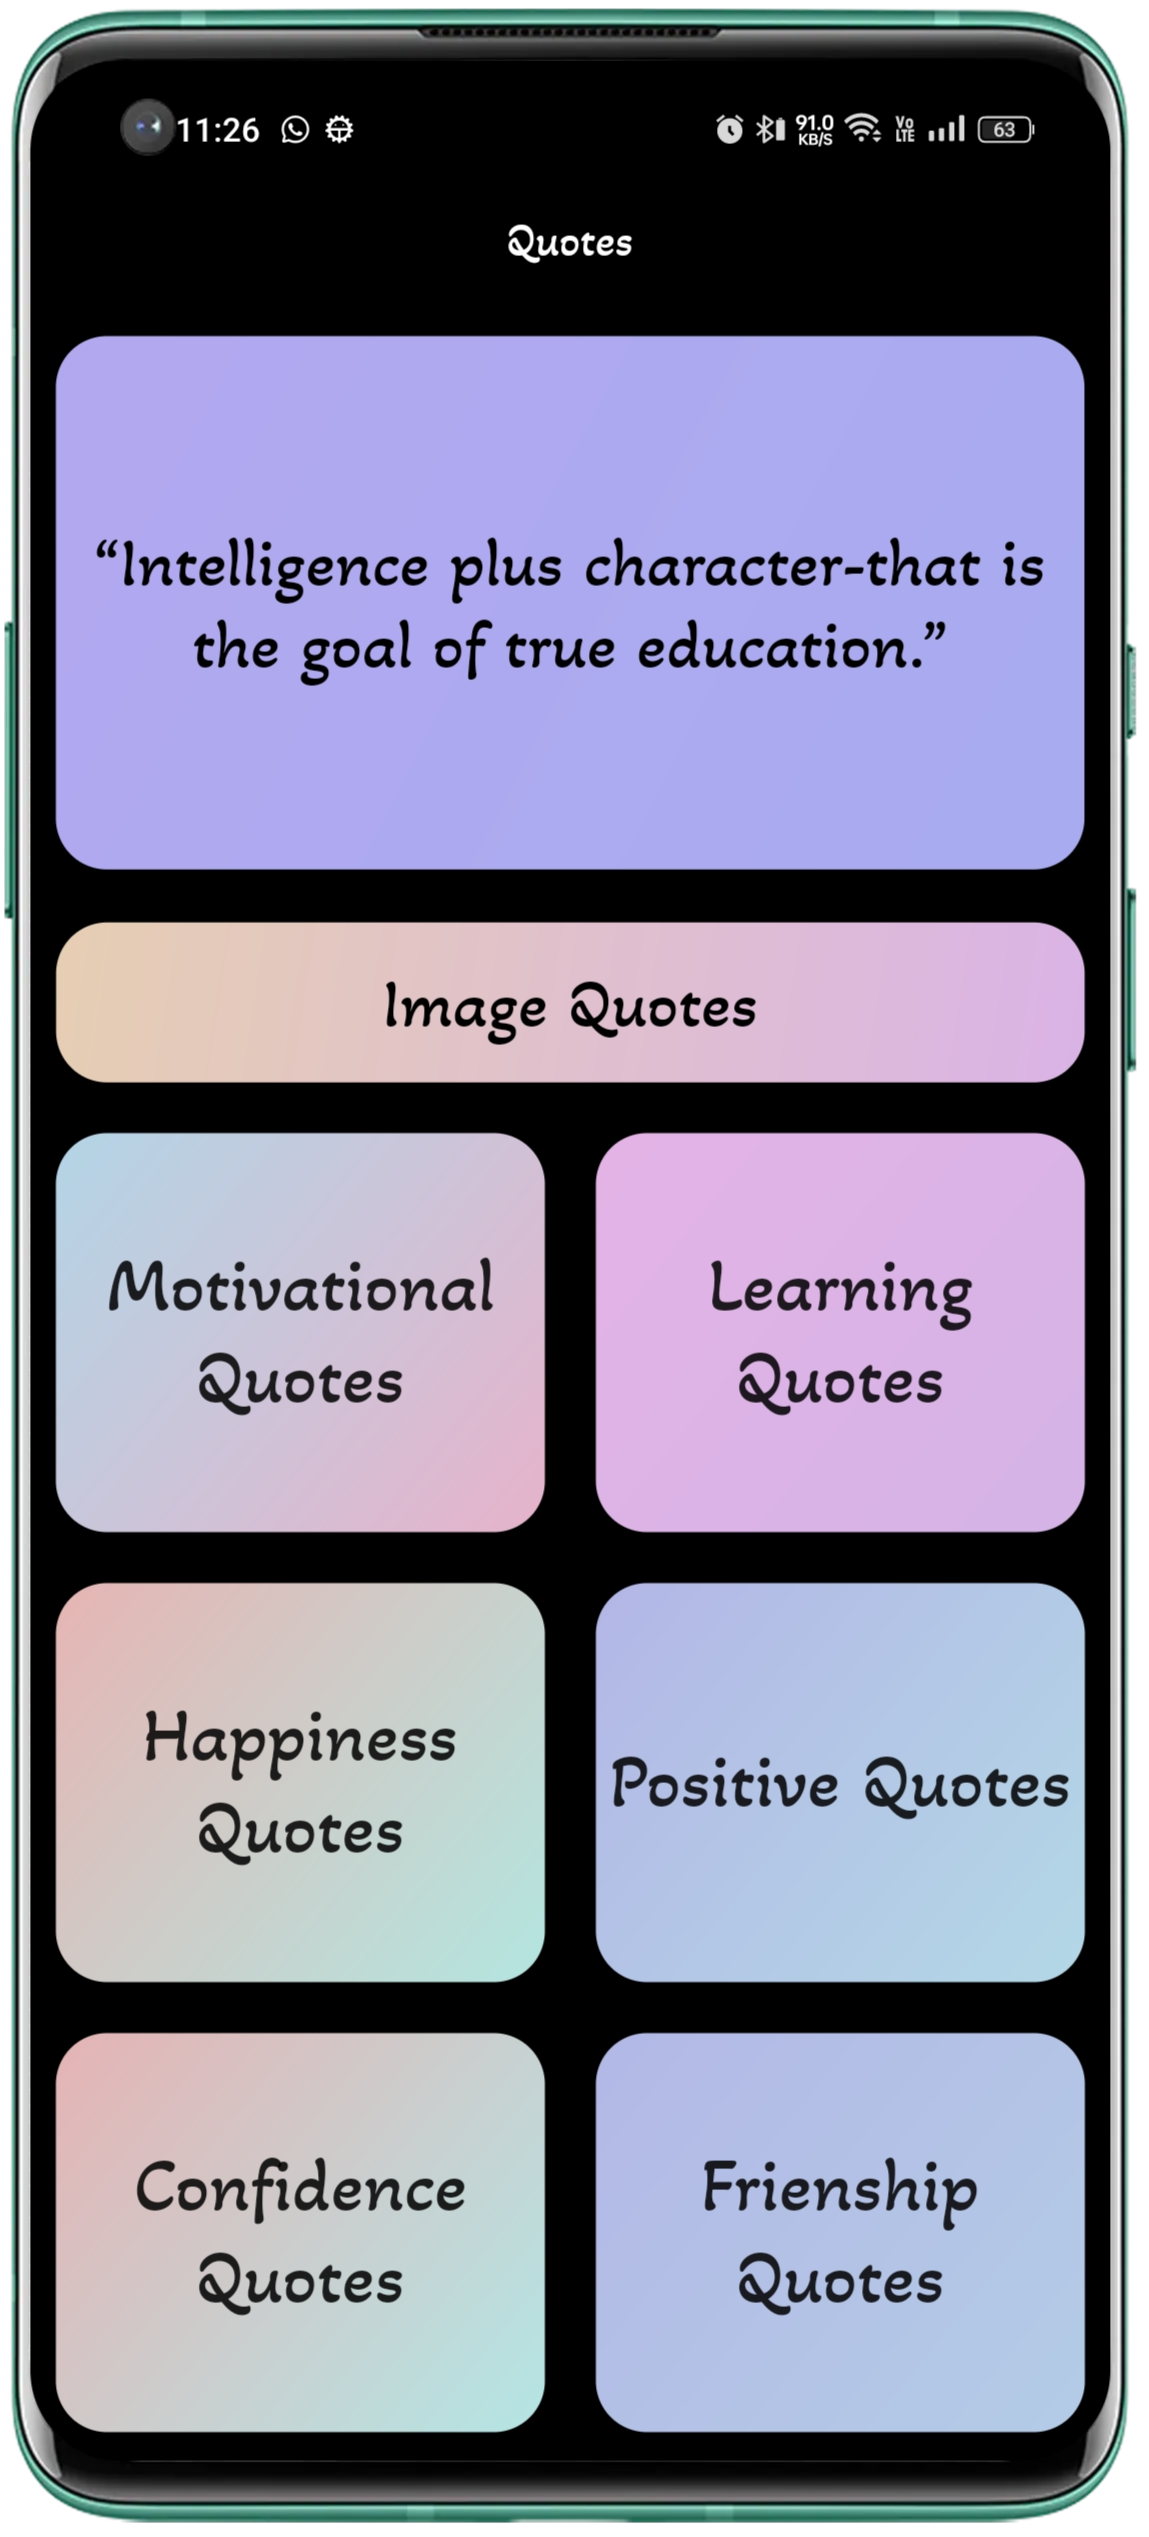 11:26
91.0
KB/S
Vo
LTE
63
Quotes
“Intelligence plus character-that is
the goal of true education.”
Image Quotes
Motivational
Quotes
Learning
Quotes
Happiness
Quotes
Positive Quotes
Confidence
Quotes
Frienship
Quotes